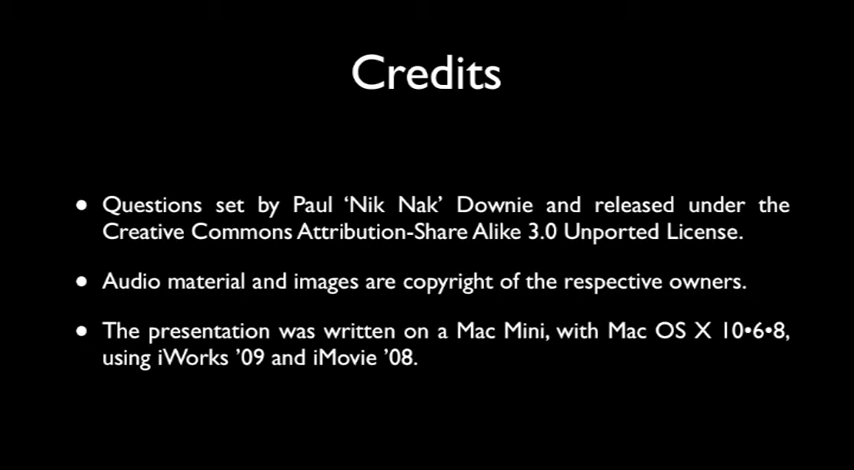 Credits
• Questions set by Paul ‘Nik Nak’ Downie and released under the
Creative Commons Attribution-Share Alike 3.0 Unported License.
• Audio material and images are copyright of the respective owners.
• The presentation was written on a Mac Mini, with Mac OS X 10•6•8,
using iWorks ’09 and iMovie ’08.